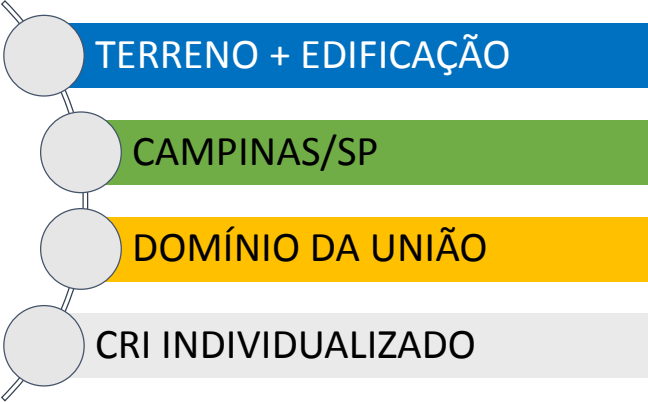 TERRENO + EDIFICAÇÃO
CAMPINAS/SP
DOMÍNIO DA UNIÃO
CRI INDIVIDUALIZADO